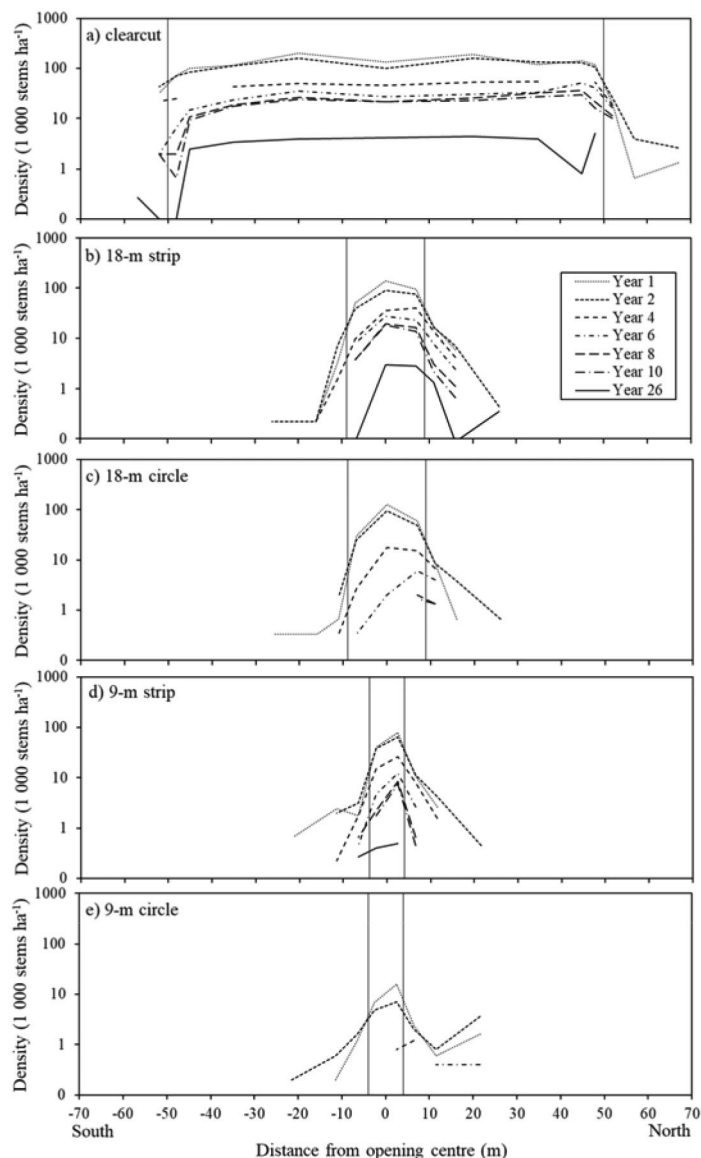 a) clearcut
Density (1 000 stems ha⁻¹)
1000
100
10
1
0
b) 18-m strip
Density (1 000 stems ha⁻¹)
1000
100
10
1
0
Year 1
Year 2
Year 4
Year 6
Year 8
Year 10
Year 26
c) 18-m circle
Density (1 000 stems ha⁻¹)
1000
100
10
1
0
d) 9-m strip
Density (1 000 stems ha⁻¹)
1000
100
10
1
0
e) 9-m circle
Density (1 000 stems ha⁻¹)
1000
100
10
1
0
-70 -60 -50 -40 -30 -20 -10 0 10 20 30 40 50 60 70
South North
Distance from opening centre (m)